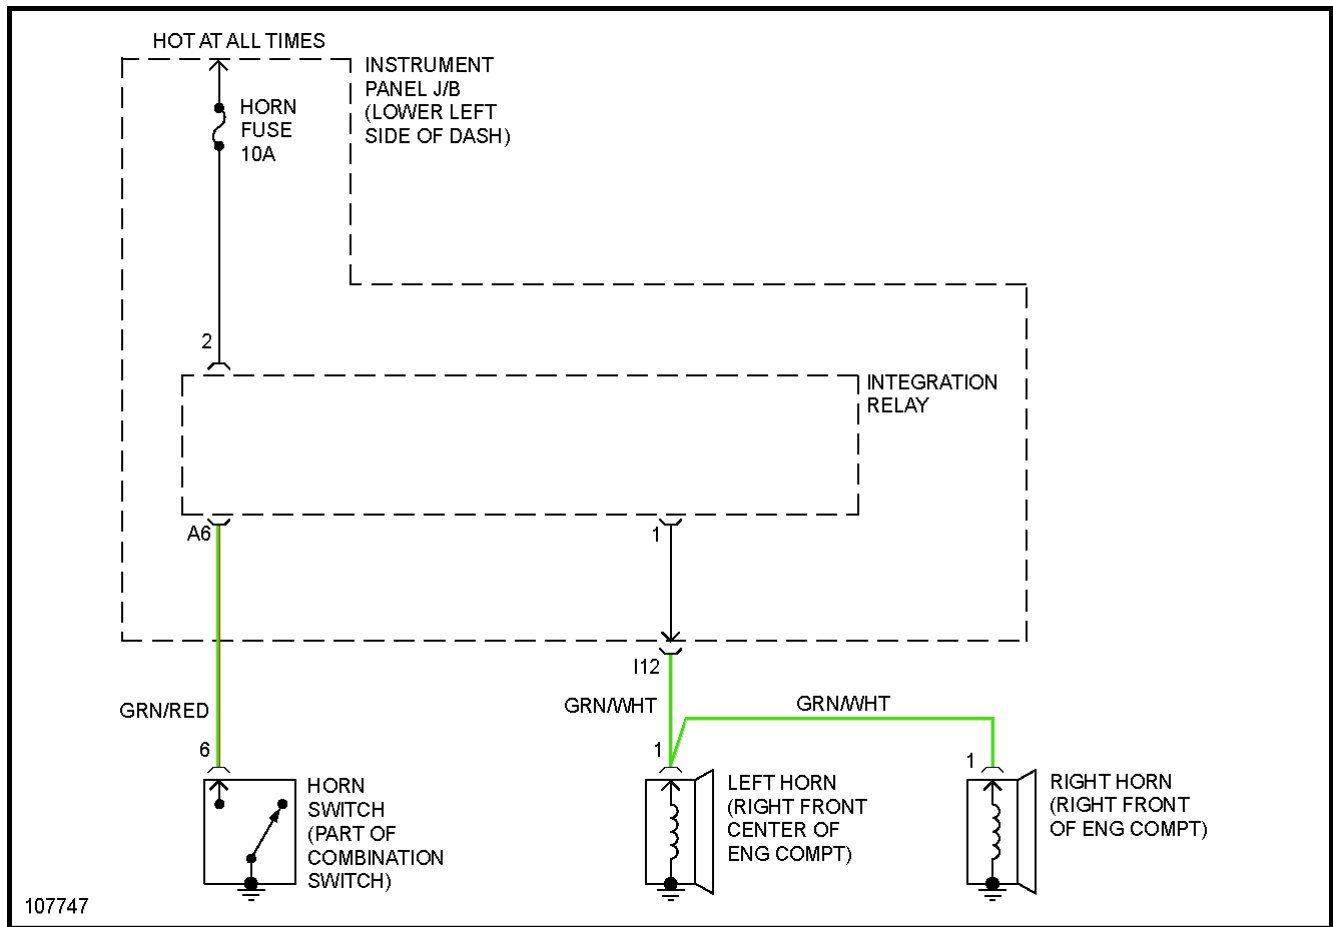 HOT AT ALL TIMES
INSTRUMENT
PANEL J/B
(LOWER LEFT
SIDE OF DASH)
HORN
FUSE
10A
2
INTEGRATION
RELAY
A6
1
I12
GRN/RED
GRN/WHT
GRN/WHT
6
1
1
HORN
SWITCH
(PART OF
COMBINATION
SWITCH)
LEFT HORN
(RIGHT FRONT
CENTER OF
ENG COMPT)
RIGHT HORN
(RIGHT FRONT
OF ENG COMPT)
107747